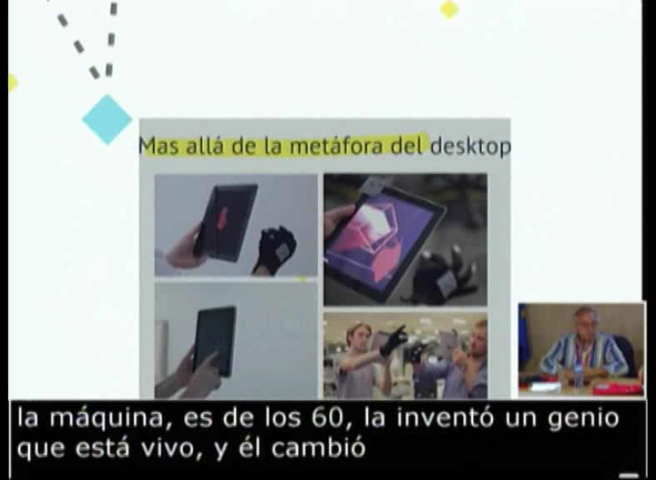 Mas allá de la metáfora del desktop
la máquina, es de los 60, la inventó un genio
que está vivo, y él cambió